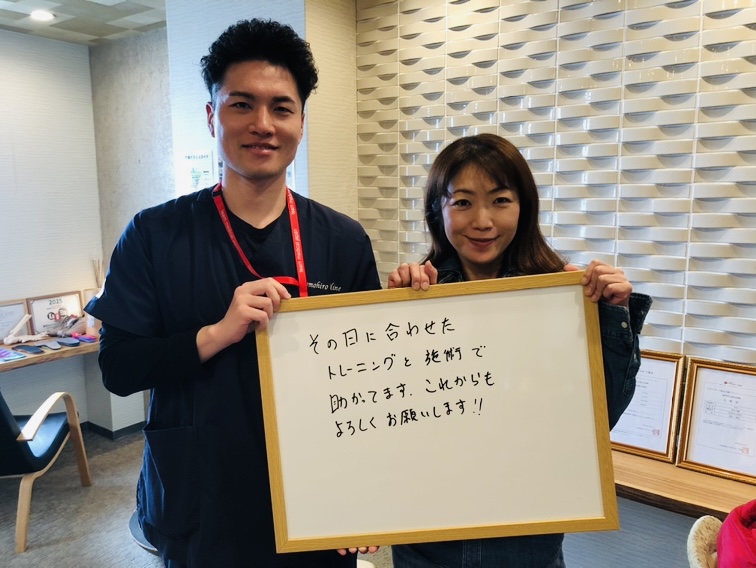 その日に合わせた
トレーニングと施術で
助かてます。これからも
よろしくお願いします!!
2025